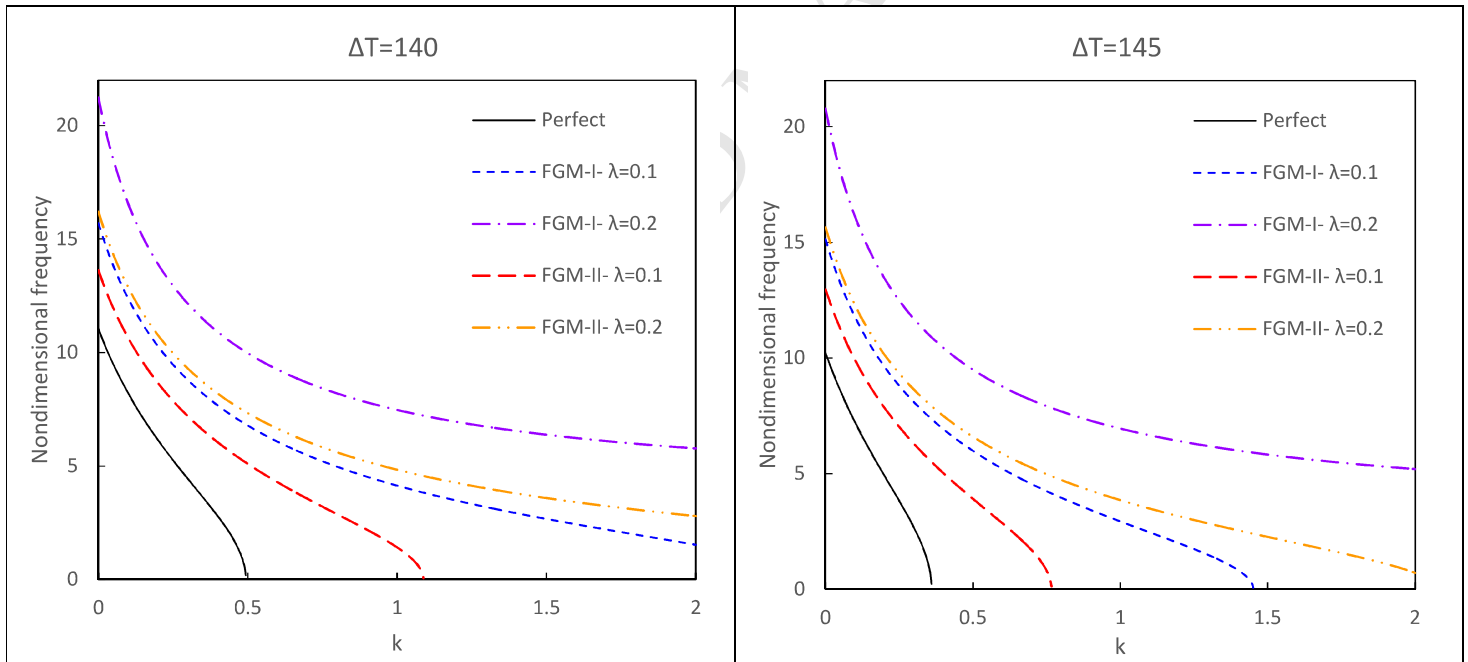 ΔT=140
Nondimensional frequency
20
15
10
5
0
0 0.5 1 1.5 2
k
Perfect
FGM-I- λ=0.1
FGM-I- λ=0.2
FGM-II- λ=0.1
FGM-II- λ=0.2
ΔT=145
Nondimensional frequency
20
15
10
5
0
0 0.5 1 1.5 2
k
Perfect
FGM-I- λ=0.1
FGM-I- λ=0.2
FGM-II- λ=0.1
FGM-II- λ=0.2